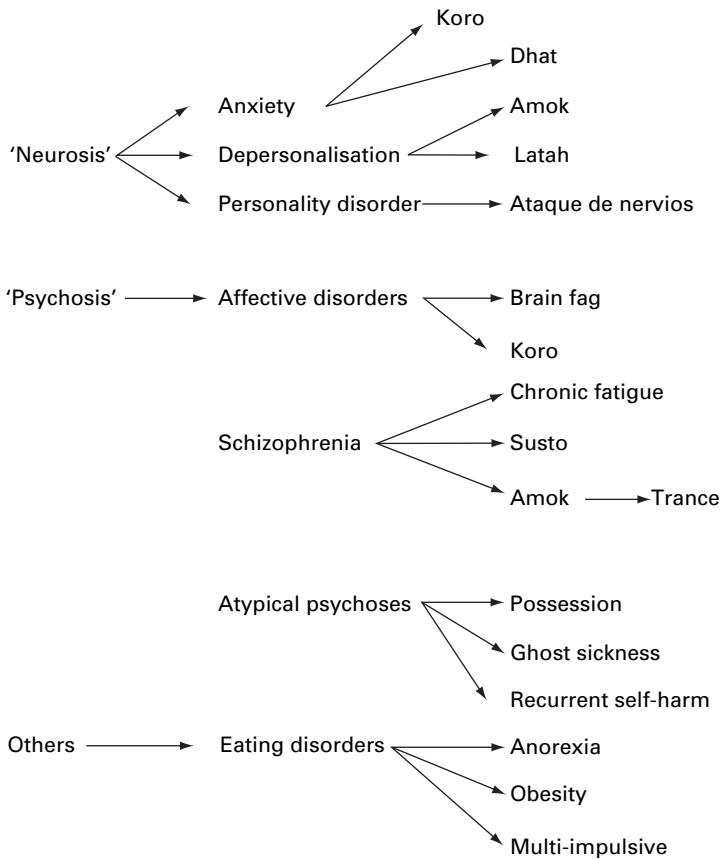 Koro
Dhat
Anxiety
Amok
'Neurosis'
Depersonalisation
Latah
Personality disorder
Ataque de nervios
'Psychosis'
Affective disorders
Brain fag
Koro
Chronic fatigue
Schizophrenia
Susto
Amok
Trance
Atypical psychoses
Possession
Ghost sickness
Recurrent self-harm
Others
Eating disorders
Anorexia
Obesity
Multi-impulsive